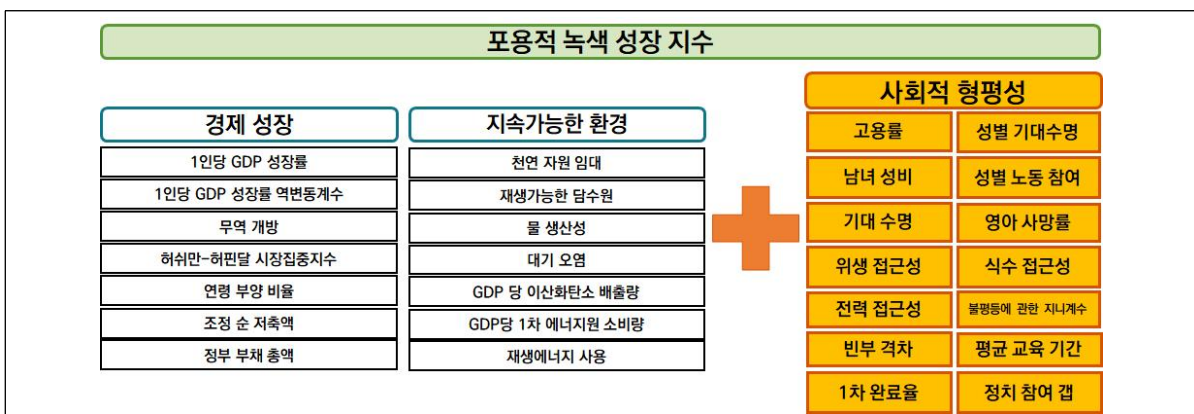 포용적 녹색 성장 지수
경제 성장
1인당 GDP 성장률
1인당 GDP 성장률 역변동계수
무역 개방
허쉬만-허핀달 시장집중지수
연령 부양 비율
조정 순 저축액
정부 부채 총액
지속가능한 환경
천연 자원 임대
재생가능한 담수원
물 생산성
대기 오염
GDP 당 이산화탄소 배출량
GDP당 1차 에너지원 소비량
재생에너지 사용
사회적 형평성
고용률 성별 기대수명
남녀 성비 성별 노동 참여
기대 수명 영아 사망률
위생 접근성 식수 접근성
전력 접근성 불평등에 관한 지니계수
빈부 격차 평균 교육 기간
1차 완료율 정치 참여 갭